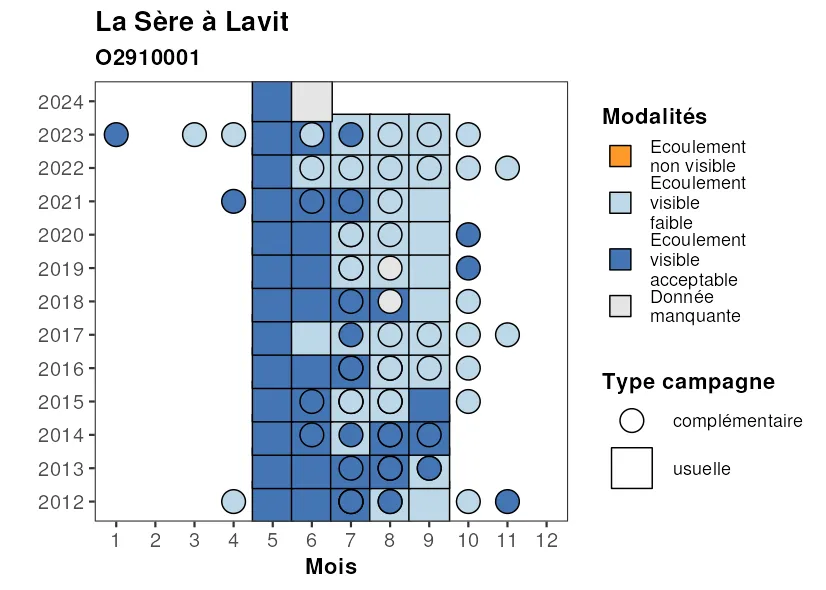 La Sère à Lavit
O2910001
2024
2023
2022
2021
2020
2019
2018
2017
2016
2015
2014
2013
2012
1 2 3 4 5 6 7 8 9 10 11 12
Mois
Modalités
Ecoulement
non visible
Ecoulement
visible
faible
Ecoulement
visible
acceptable
Donnée
manquante
Type campagne
complémentaire
usuelle